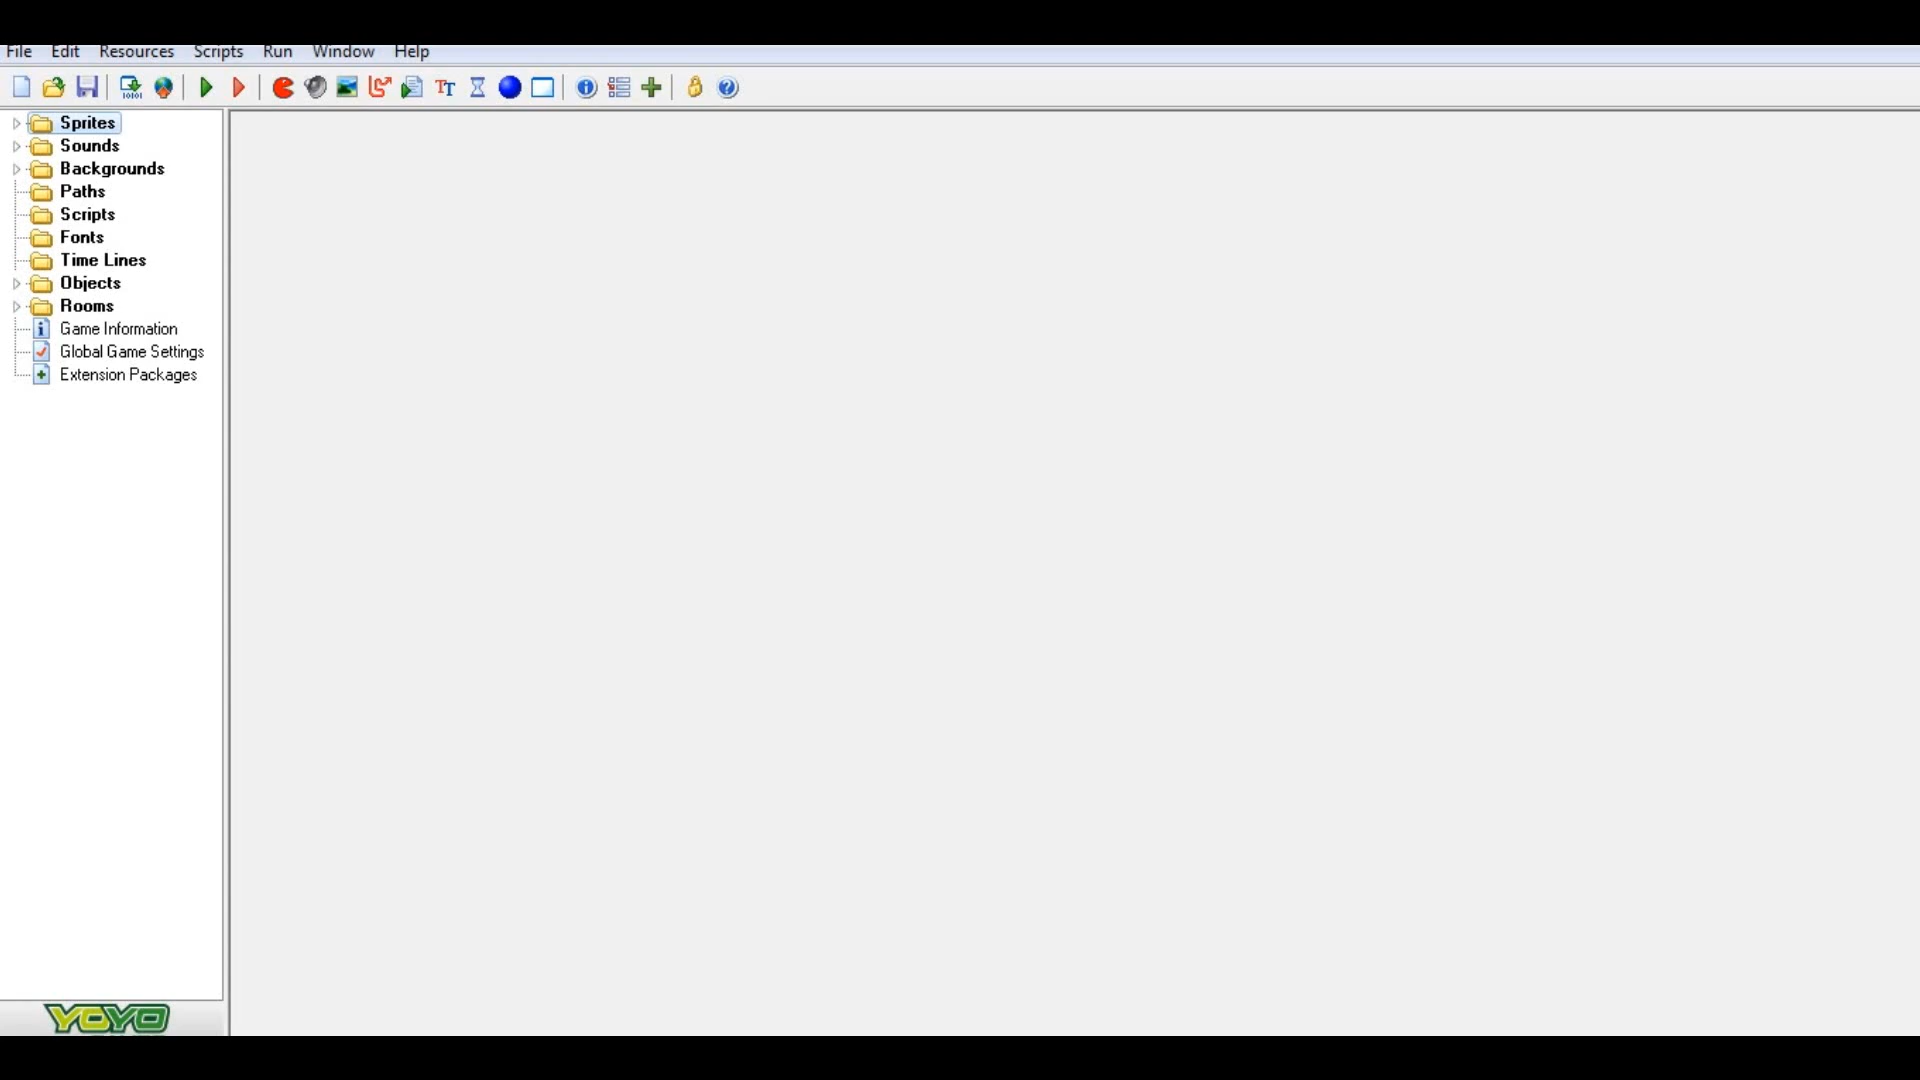 File Edit Resources Scripts Run Window Help
Sprites
Sounds
Backgrounds
Paths
Scripts
Fonts
Time Lines
Objects
Rooms
Game Information
Global Game Settings
Extension Packages
YOYO